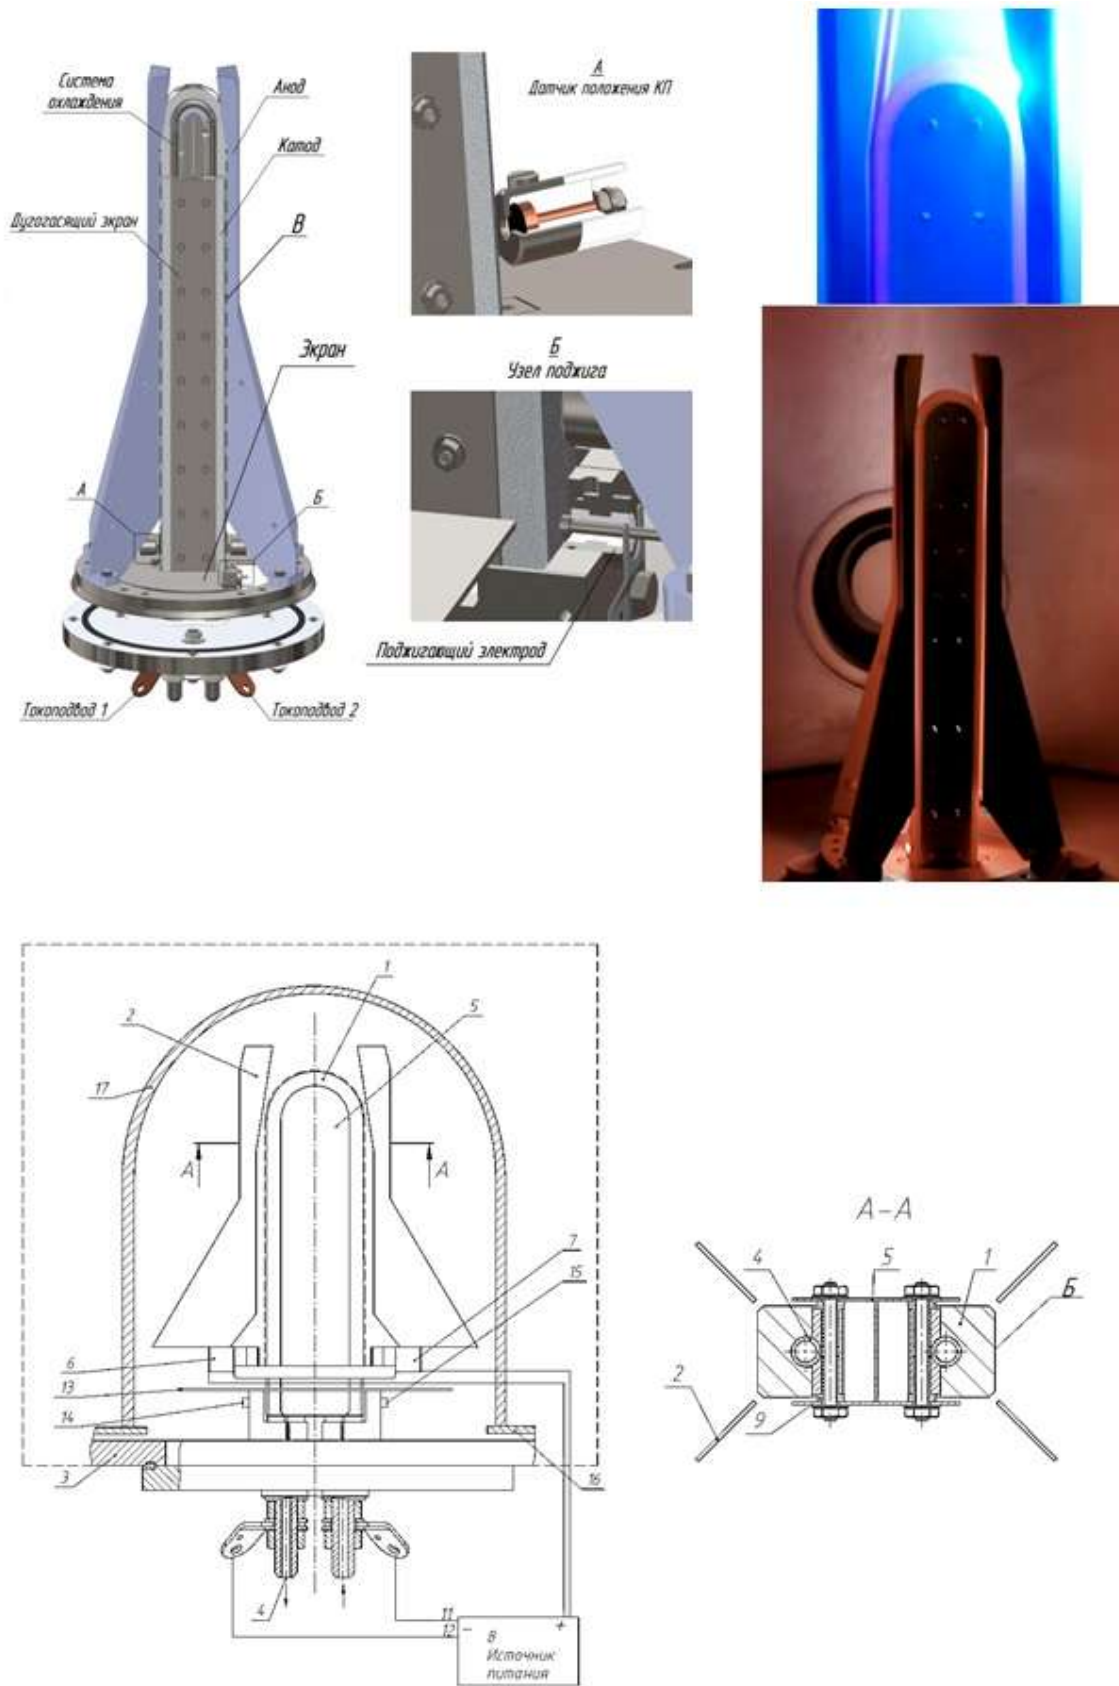 Система
охлаждения
Анод
Катод
Дугогасящий экран
В
Экран
А
Б
Токоподвод 1
Токоподвод 2
А
Датчик положения КП
Б
Узел поджига
Поджигающий электрод
1
2
5
17
А
А
7
15
6
13
14
3
16
4
11
12
-
+
В
Источник
питания
А-А
4
5
1
Б
2
9